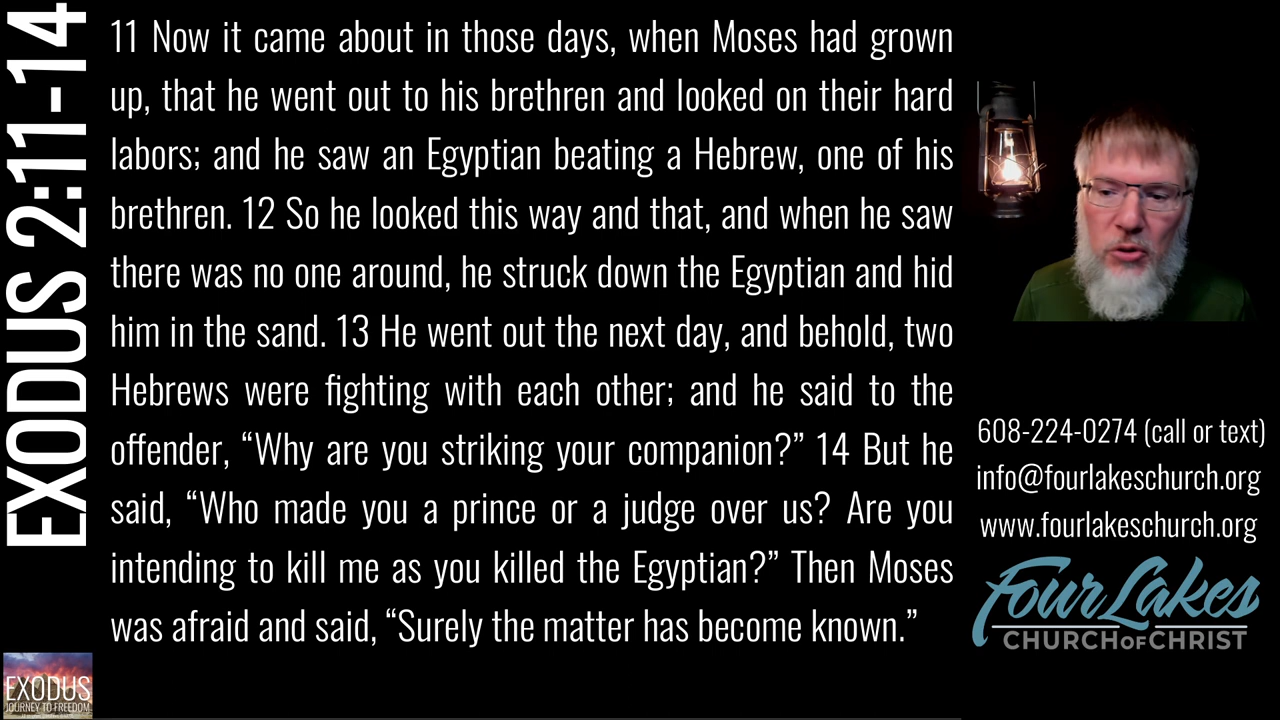 EXODUS 2:11-14
11 Now it came about in those days, when Moses had grown
up, that he went out to his brethren and looked on their hard
labors; and he saw an Egyptian beating a Hebrew, one of his
brethren. 12 So he looked this way and that, and when he saw
there was no one around, he struck down the Egyptian and hid
him in the sand. 13 He went out the next day, and behold, two
Hebrews were fighting with each other; and he said to the
offender, “Why are you striking your companion?” 14 But he
said, “Who made you a prince or a judge over us? Are you
intending to kill me as you killed the Egyptian?” Then Moses
was afraid and said, “Surely the matter has become known.”
608-224-0274 (call or text)
info@fourlakeschurch.org
www.fourlakeschurch.org
Four Lakes
CHURCH OF CHRIST
EXODUS
JOURNEY TO FREEDOM